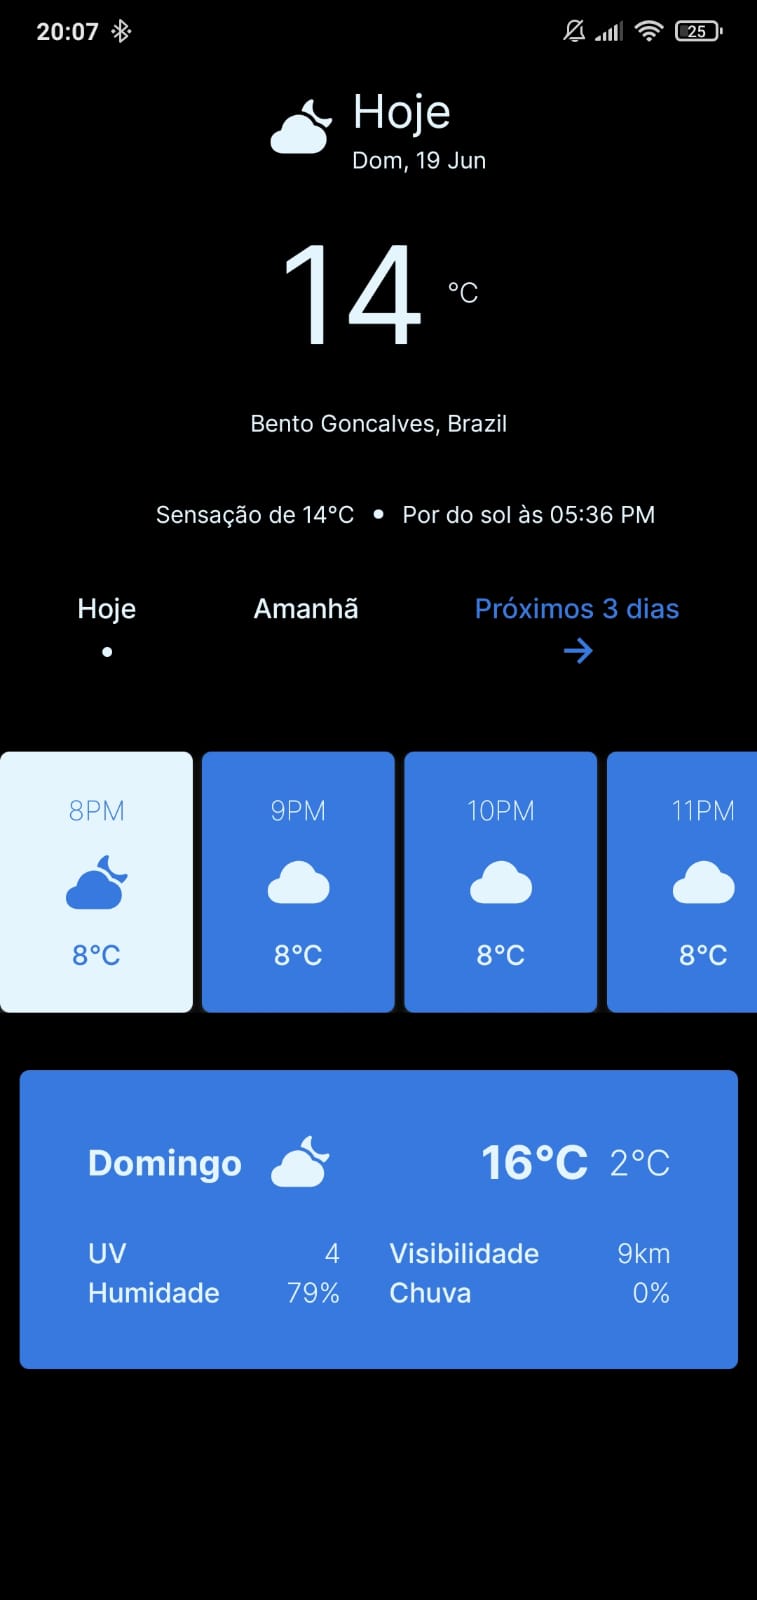 20:07 25
Hoje
Dom, 19 Jun
14 °C
Bento Goncalves, Brazil
Sensação de 14°C • Por do sol às 05:36 PM
Hoje Amanhã Próximos 3 dias
8PM 9PM 10PM 11PM
8°C 8°C 8°C 8°C
Domingo 16°C 2°C
UV 4 Visibilidade 9km
Humidade 79% Chuva 0%